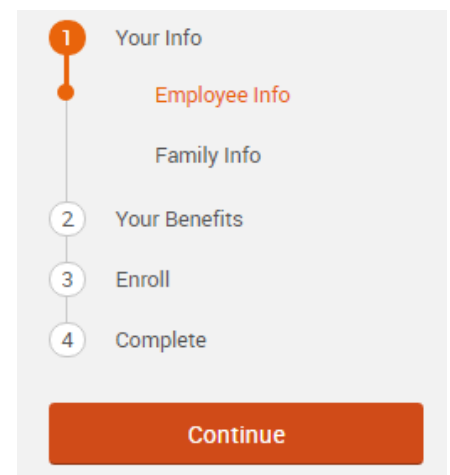 1 Your Info
Employee Info
Family Info
2 Your Benefits
3 Enroll
4 Complete
Continue